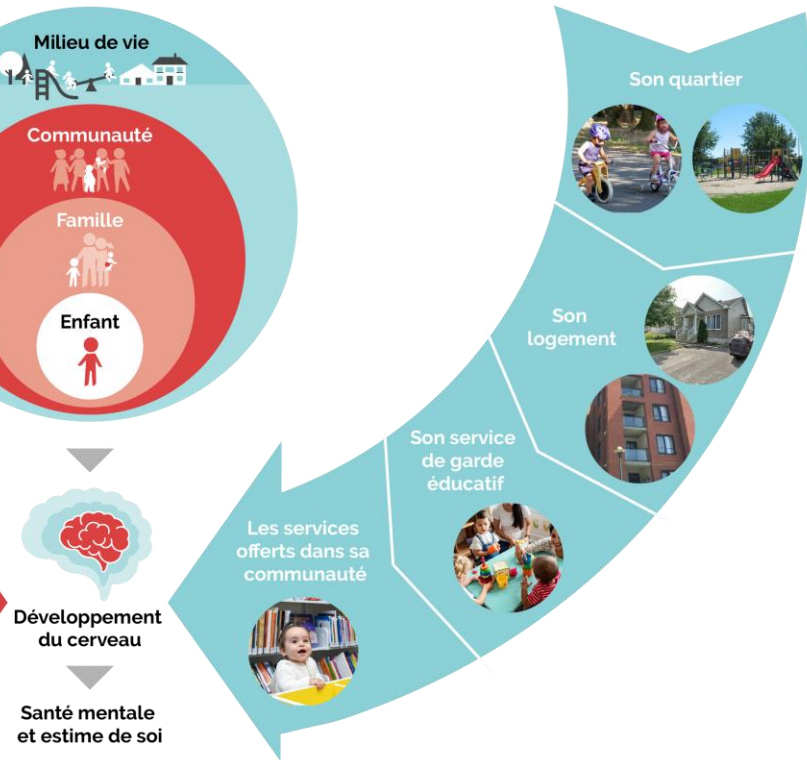 Milieu de vie
Communauté
Famille
Enfant
Développement
du cerveau
Santé mentale
et estime de soi
Son quartier
Son
logement
Son service
de garde
éducatif
Les services
offerts dans sa
communauté